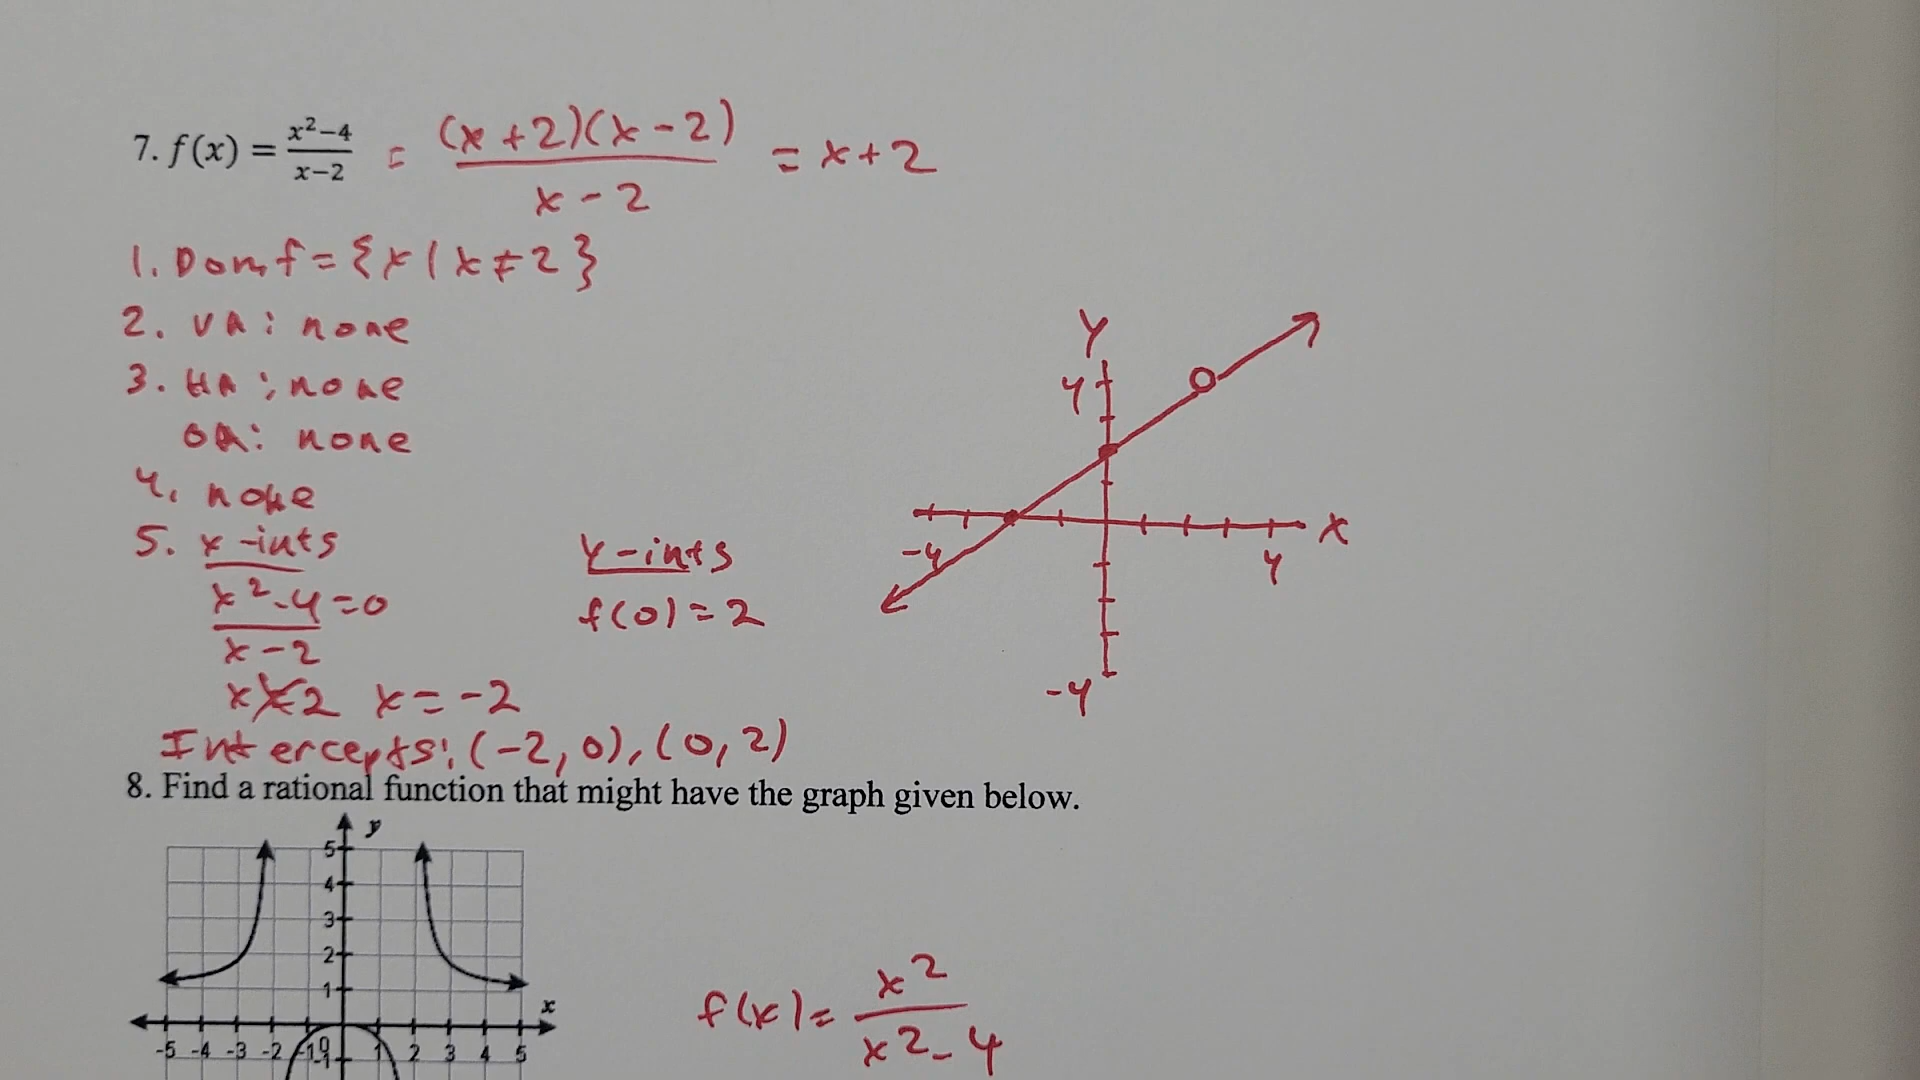 7. f(x) = x²−4 / x−2 = (x+2)(x−2) / x−2 = x+2
1. Dom f = {x | x ≠ 2}
2. VA: none
3. HA: none
OA: none
4. none
5. x-ints
x²−4 / x−2 = 0
x ≠ 2 x = −2
y-ints
f(0) = 2
Intercepts: (−2, 0), (0, 2)
Y
4
-4
4
X
-4
8. Find a rational function that might have the graph given below.
y
5
4
3
2
1
x
-5 -4 -3 -2 -1 0 1 2 3 4 5
-1
f(x) = x² / x²−4